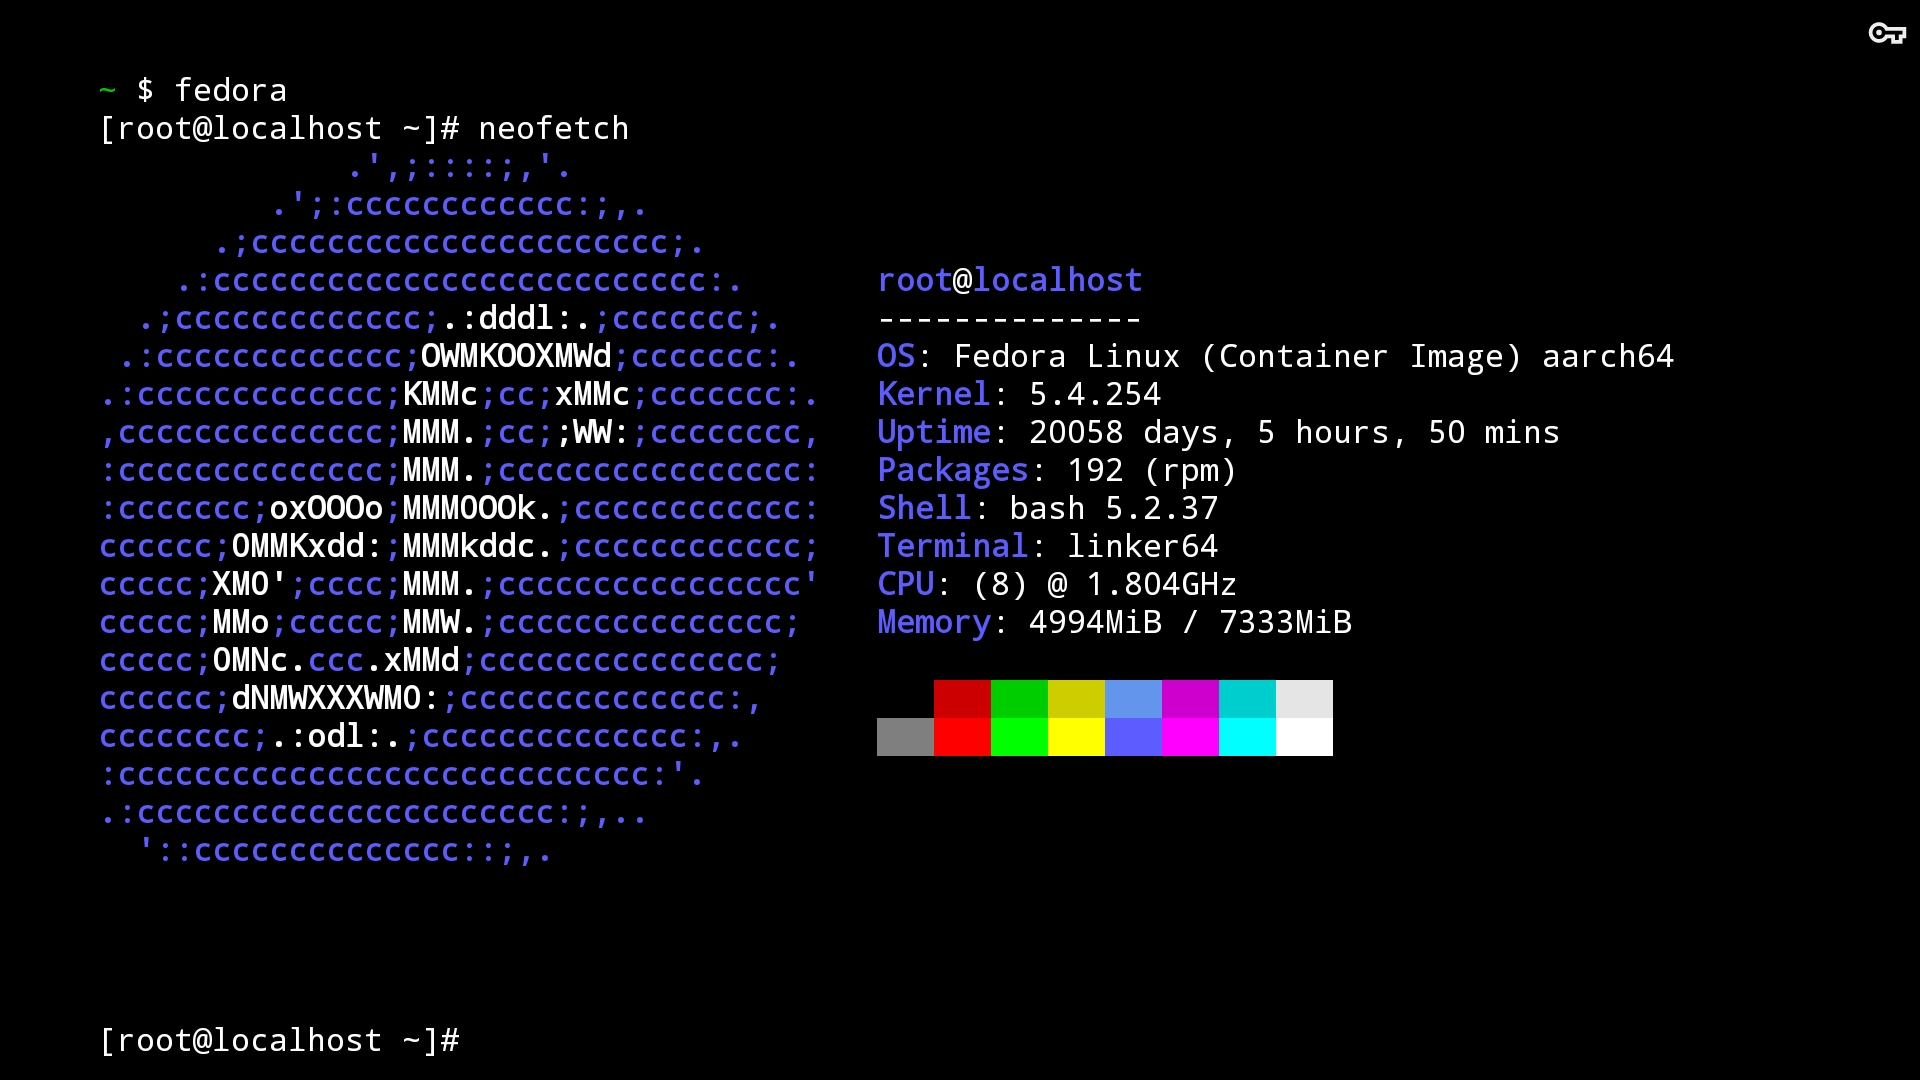 ~ $ fedora
[root@localhost ~]# neofetch
             .',;::::;,'.
         .';:cccccccccccc:;,.
      .;cccccccccccccccccccccc;.
    .:cccccccccccccccccccccccccc:.
  .;ccccccccccccc;.:dddl:.;ccccccc;.
 .:ccccccccccccc;OWMKOOXMWd;ccccccc:.
.:ccccccccccccc;KMMc;cc;xMMc;ccccccc:.
,cccccccccccccc;MMM.;cc;;WW:;cccccccc,
:cccccccccccccc;MMM.;cccccccccccccccc:
:ccccccc;oxOOOo;MMMOOOk.;cccccccccccc:
cccccc;OMMKxdd:;MMMkddc.;cccccccccccc;
ccccc;XMO';cccc;MMM.;cccccccccccccccc'
ccccc;MMo;ccccc;MMW.;ccccccccccccccc;
ccccc;OMNc.ccc.xMMd;ccccccccccccccc;
cccccc;dNMWXXXWMO:;cccccccccccccc:,
cccccccc;.:odl:.;cccccccccccccc:,.
:cccccccccccccccccccccccccccc:'.
.:cccccccccccccccccccccc:;,..
  '::cccccccccccccc::;,.
root@localhost
--------------
OS: Fedora Linux (Container Image) aarch64
Kernel: 5.4.254
Uptime: 20058 days, 5 hours, 50 mins
Packages: 192 (rpm)
Shell: bash 5.2.37
Terminal: linker64
CPU: (8) @ 1.804GHz
Memory: 4994MiB / 7333MiB
[root@localhost ~]#